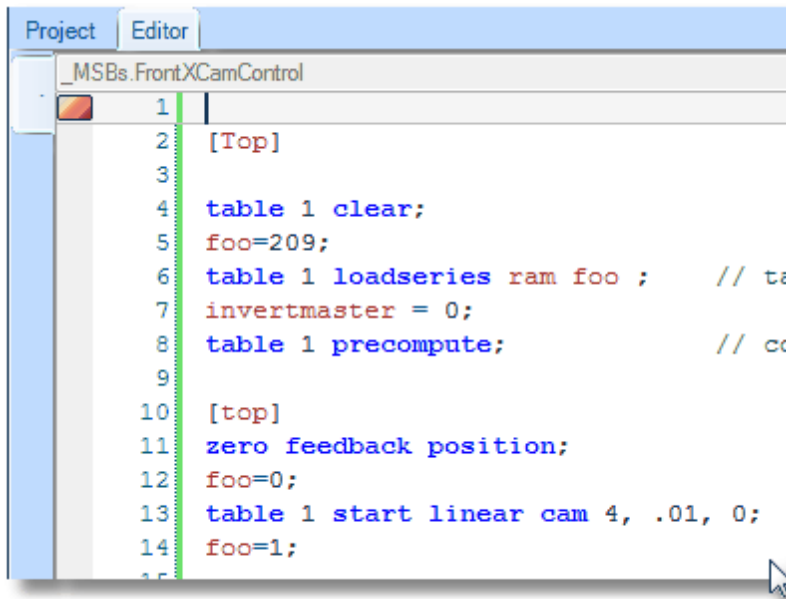 Project Editor
_MSBs.FrontXCamControl
1
2 [Top]
3
4 table 1 clear;
5 foo=209;
6 table 1 loadseries ram foo ; //
7 invertmaster = 0;
8 table 1 precompute; //
9
10 [top]
11 zero feedback position;
12 foo=0;
13 table 1 start linear cam 4, .01, 0;
14 foo=1;